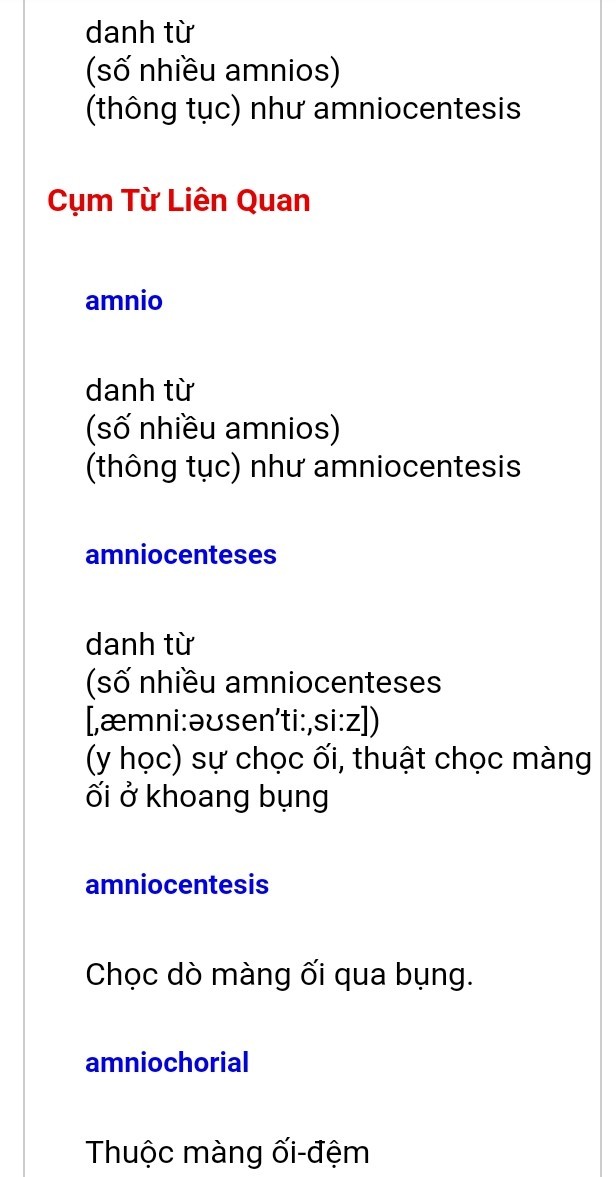 danh từ
(số nhiều amnios)
(thông tục) như amniocentesis
Cụm Từ Liên Quan
amnio
danh từ
(số nhiều amnios)
(thông tục) như amniocentesis
amniocenteses
danh từ
(số nhiều amniocenteses
[,æmni:əʊsen'ti:,si:z])
(y học) sự chọc ối, thuật chọc màng
ối ở khoang bụng
amniocentesis
Chọc dò màng ối qua bụng.
amniochorial
Thuộc màng ối-đệm